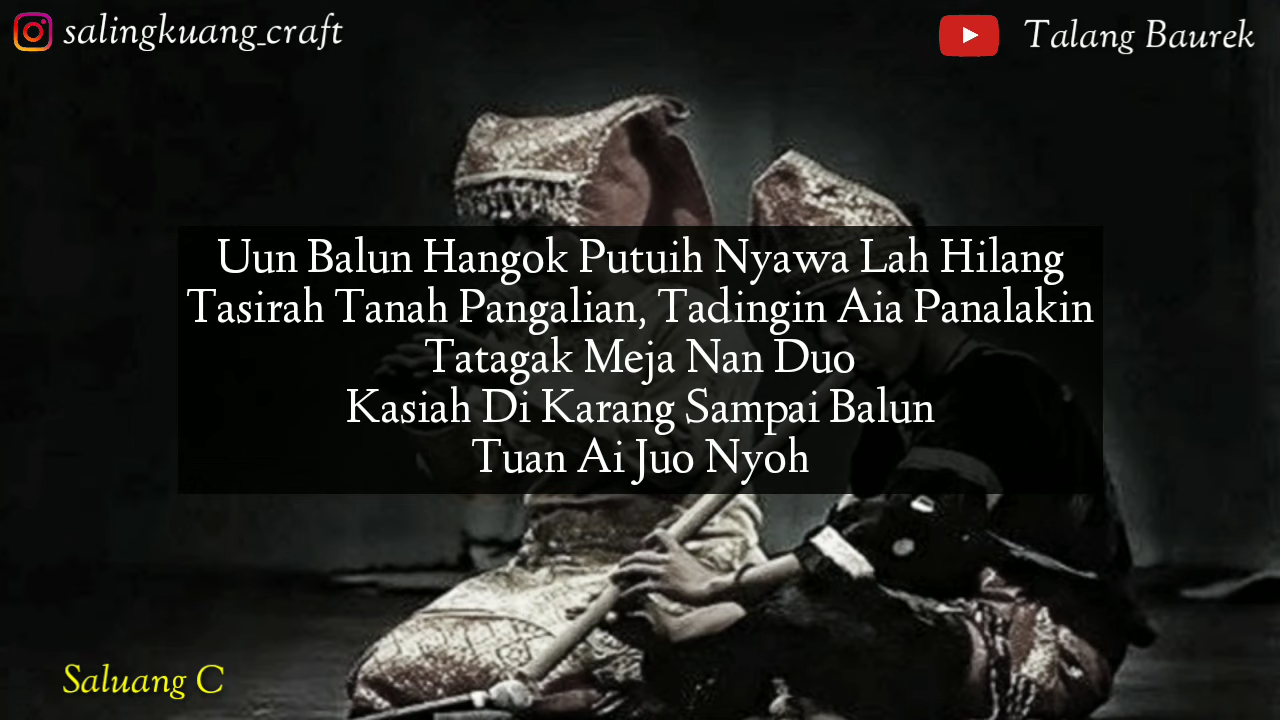 salingkuang_craft
Talang Baurek
Uun Balun Hangok Putuih Nyawa Lah Hilang
Tasirah Tanah Pangalian, Tadingin Aia Panalakin
Tatagak Meja Nan Duo
Kasiah Di Karang Sampai Balun
Tuan Ai Juo Nyoh
Saluang C